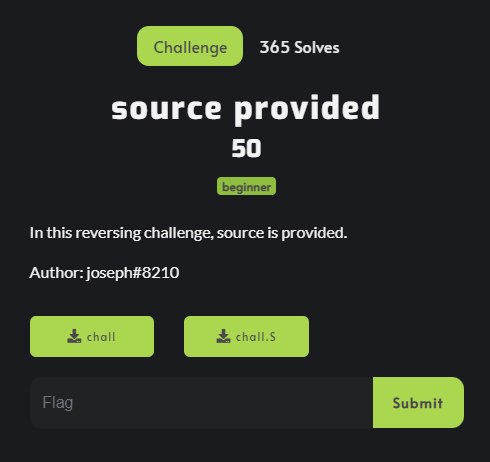 Challenge 365 Solves
source provided
50
beginner
In this reversing challenge, source is provided.
Author: joseph#8210
chall chall.S
Flag Submit